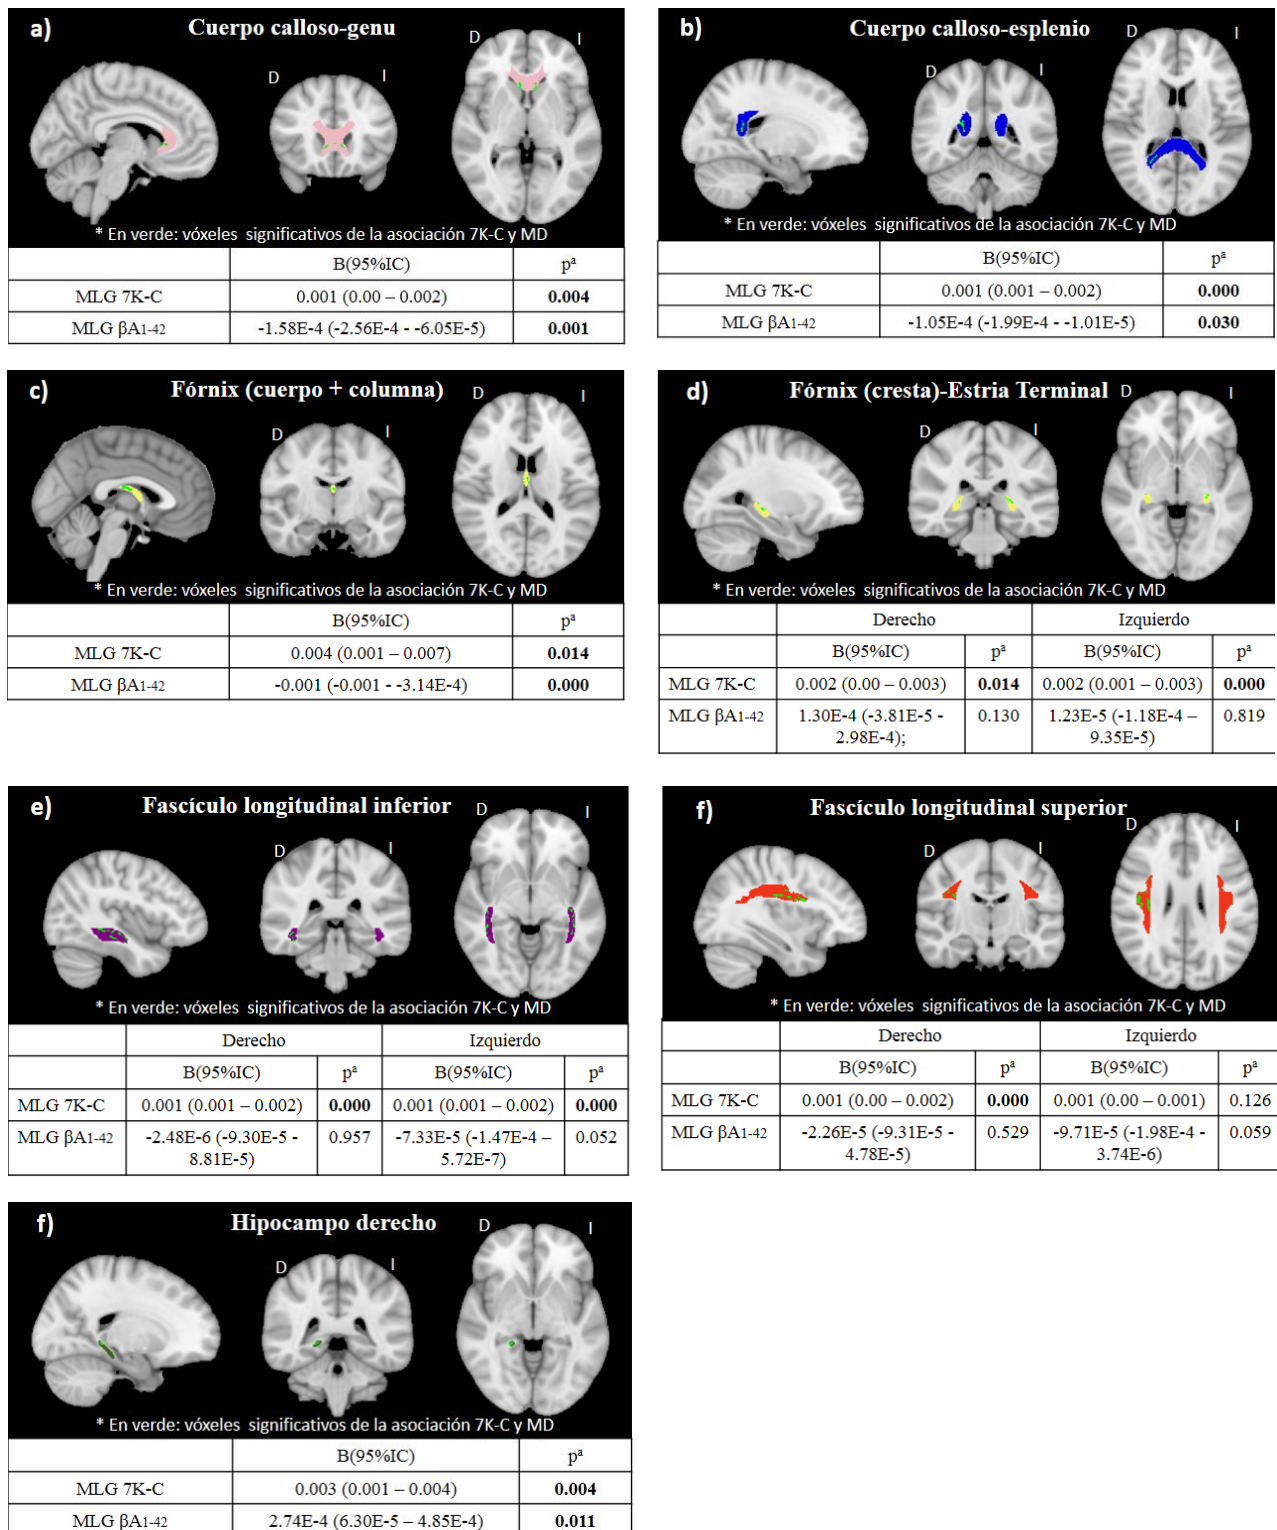 a) Cuerpo calloso-genu
D I
D I
* En verde: vóxeles significativos de la asociación 7K-C y MD
B(95%IC) pᵃ
MLG 7K-C 0.001 (0.00 – 0.002) 0.004
MLG βA1-42 -1.58E-4 (-2.56E-4 - -6.05E-5) 0.001
b) Cuerpo calloso-esplenio
D I
D I
* En verde: vóxeles significativos de la asociación 7K-C y MD
B(95%IC) pᵃ
MLG 7K-C 0.001 (0.001 – 0.002) 0.000
MLG βA1-42 -1.05E-4 (-1.99E-4 - -1.01E-5) 0.030
c) Fórnix (cuerpo + columna)
D I
D I
* En verde: vóxeles significativos de la asociación 7K-C y MD
B(95%IC) pᵃ
MLG 7K-C 0.004 (0.001 – 0.007) 0.014
MLG βA1-42 -0.001 (-0.001 - -3.14E-4) 0.000
d) Fórnix (cresta)-Estria Terminal
D I
D I
* En verde: vóxeles significativos de la asociación 7K-C y MD
Derecho Izquierdo
B(95%IC) pᵃ B(95%IC) pᵃ
MLG 7K-C 0.002 (0.00 – 0.003) 0.014 0.002 (0.001 – 0.003) 0.000
MLG βA1-42 1.30E-4 (-3.81E-5 - 0.130 1.23E-5 (-1.18E-4 – 0.819
2.98E-4); 9.35E-5)
e) Fascículo longitudinal inferior
D I
D I
* En verde: vóxeles significativos de la asociación 7K-C y MD
Derecho Izquierdo
B(95%IC) pᵃ B(95%IC) pᵃ
MLG 7K-C 0.001 (0.001 – 0.002) 0.000 0.001 (0.001 – 0.002) 0.000
MLG βA1-42 -2.48E-6 (-9.30E-5 - 0.957 -7.33E-5 (-1.47E-4 – 0.052
8.81E-5) 5.72E-7)
f) Fascículo longitudinal superior
D I
D I
* En verde: vóxeles significativos de la asociación 7K-C y MD
Derecho Izquierdo
B(95%IC) pᵃ B(95%IC) pᵃ
MLG 7K-C 0.001 (0.00 – 0.002) 0.000 0.001 (0.00 – 0.001) 0.126
MLG βA1-42 -2.26E-5 (-9.31E-5 - 0.529 -9.71E-5 (-1.98E-4 - 0.059
4.78E-5) 3.74E-6)
f) Hipocampo derecho
D I
D I
* En verde: vóxeles significativos de la asociación 7K-C y MD
B(95%IC) pᵃ
MLG 7K-C 0.003 (0.001 – 0.004) 0.004
MLG βA1-42 2.74E-4 (6.30E-5 – 4.85E-4) 0.011